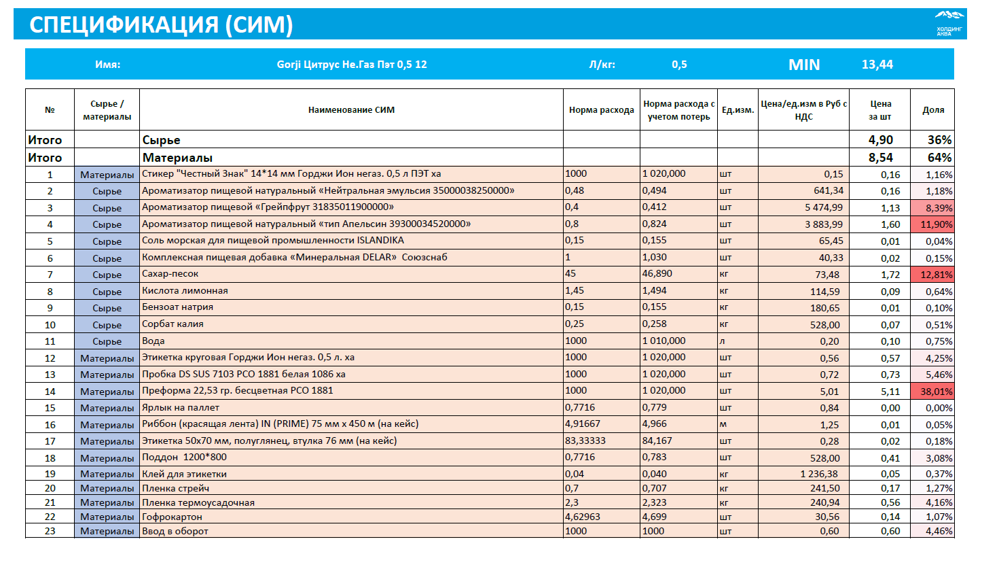 СПЕЦИФИКАЦИЯ (СИМ)
ХОЛДИНГ
АКВА
Имя: Gorji Цитрус Не.Газ Пэт 0,5 12 Л/кг: 0,5 MIN 13,44
№ Сырье / материалы Наименование СИМ Норма расхода Норма расхода с учетом потерь Ед.изм. Цена/ед.изм в Руб с НДС Цена за шт Доля
Итого Сырье 4,90 36%
Итого Материалы 8,54 64%
1 Материалы Стикер "Честный Знак" 14*14 мм Горджи Ион негаз. 0,5 л ПЭТ ха 1000 1 020,000 шт 0,15 0,16 1,16%
2 Сырье Ароматизатор пищевой натуральный «Нейтральная эмульсия 35000038250000» 0,48 0,494 шт 641,34 0,16 1,18%
3 Сырье Ароматизатор пищевой «Грейпфрут 31835011900000» 0,4 0,412 шт 5 474,99 1,13 8,39%
4 Сырье Ароматизатор пищевой натуральный «тип Апельсин 39300034520000» 0,8 0,824 шт 3 883,99 1,60 11,90%
5 Сырье Соль морская для пищевой промышленности ISLANDIKA 0,15 0,155 шт 65,45 0,01 0,04%
6 Сырье Комплексная пищевая добавка «Минеральная DELAR» Союзснаб 1 1,030 шт 40,33 0,02 0,15%
7 Сырье Сахар-песок 45 46,890 кг 73,48 1,72 12,81%
8 Сырье Кислота лимонная 1,45 1,494 кг 114,59 0,09 0,64%
9 Сырье Бензоат натрия 0,15 0,155 кг 180,65 0,01 0,10%
10 Сырье Сорбат калия 0,25 0,258 кг 528,00 0,07 0,51%
11 Сырье Вода 1000 1 010,000 л 0,20 0,10 0,75%
12 Материалы Этикетка круговая Горджи Ион негаз. 0,5 л. ха 1000 1 020,000 шт 0,56 0,57 4,25%
13 Материалы Пробка DS SUS 7103 PCO 1881 белая 1086 ха 1000 1 020,000 шт 0,72 0,73 5,46%
14 Материалы Преформа 22,53 гр. бесцветная PCO 1881 1000 1 020,000 шт 5,01 5,11 38,01%
15 Материалы Ярлык на паллет 0,7716 0,779 шт 0,84 0,00 0,00%
16 Материалы Риббон (красящая лента) IN (PRIME) 75 мм х 450 м (на кейс) 4,91667 4,966 м 1,25 0,01 0,05%
17 Материалы Этикетка 50х70 мм, полуглянец, втулка 76 мм (на кейс) 83,33333 84,167 шт 0,28 0,02 0,18%
18 Материалы Поддон 1200*800 0,7716 0,783 шт 528,00 0,41 3,08%
19 Материалы Клей для этикетки 0,04 0,040 кг 1 236,38 0,05 0,37%
20 Материалы Пленка стрейч 0,7 0,707 кг 241,50 0,17 1,27%
21 Материалы Пленка термоусадочная 2,3 2,323 кг 240,94 0,56 4,16%
22 Материалы Гофрокартон 4,62963 4,699 шт 30,56 0,14 1,07%
23 Материалы Ввод в оборот 1000 1000 шт 0,60 0,60 4,46%